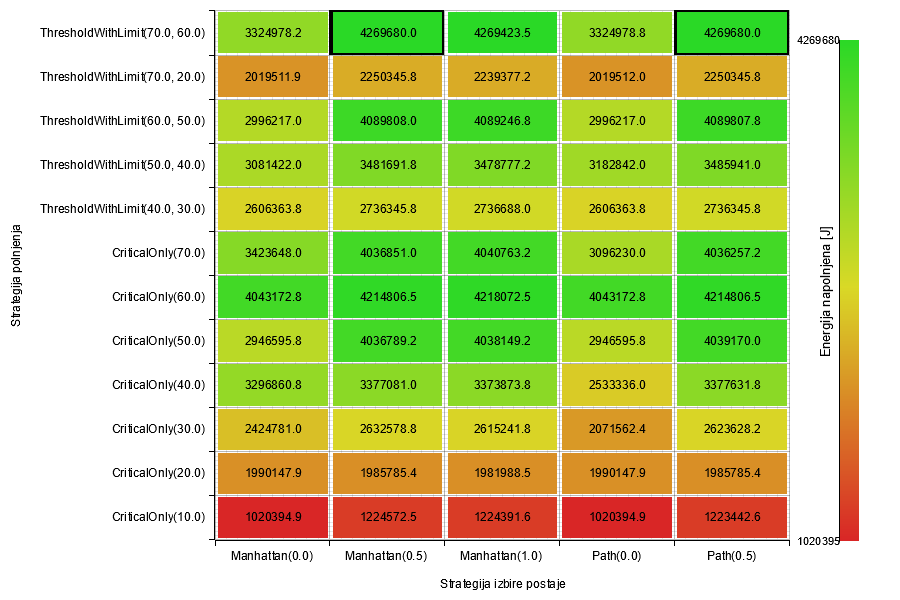 ThresholdWithLimit(70.0, 60.0) 3324978.2 4269680.0 4269423.5 3324978.8 4269680.0
ThresholdWithLimit(70.0, 20.0) 2019511.9 2250345.8 2239377.2 2019512.0 2250345.8
ThresholdWithLimit(60.0, 50.0) 2996217.0 4089808.0 4089246.8 2996217.0 4089807.8
ThresholdWithLimit(50.0, 40.0) 3081422.0 3481691.8 3478777.2 3182842.0 3485941.0
ThresholdWithLimit(40.0, 30.0) 2606363.8 2736345.8 2736688.0 2606363.8 2736345.8
CriticalOnly(70.0) 3423648.0 4036851.0 4040763.2 3096230.0 4036257.2
CriticalOnly(60.0) 4043172.8 4214806.5 4218072.5 4043172.8 4214806.5
CriticalOnly(50.0) 2946595.8 4036789.2 4038149.2 2946595.8 4039170.0
CriticalOnly(40.0) 3296860.8 3377081.0 3373873.8 2533336.0 3377631.8
CriticalOnly(30.0) 2424781.0 2632578.8 2615241.8 2071562.4 2623628.2
CriticalOnly(20.0) 1990147.9 1985785.4 1981988.5 1990147.9 1985785.4
CriticalOnly(10.0) 1020394.9 1224572.5 1224391.6 1020394.9 1223442.6
Manhattan(0.0) Manhattan(0.5) Manhattan(1.0) Path(0.0) Path(0.5)
Strategija izbire postaje
Strategija polnjenja
4269680
Energija napolnjena [J]
1020395